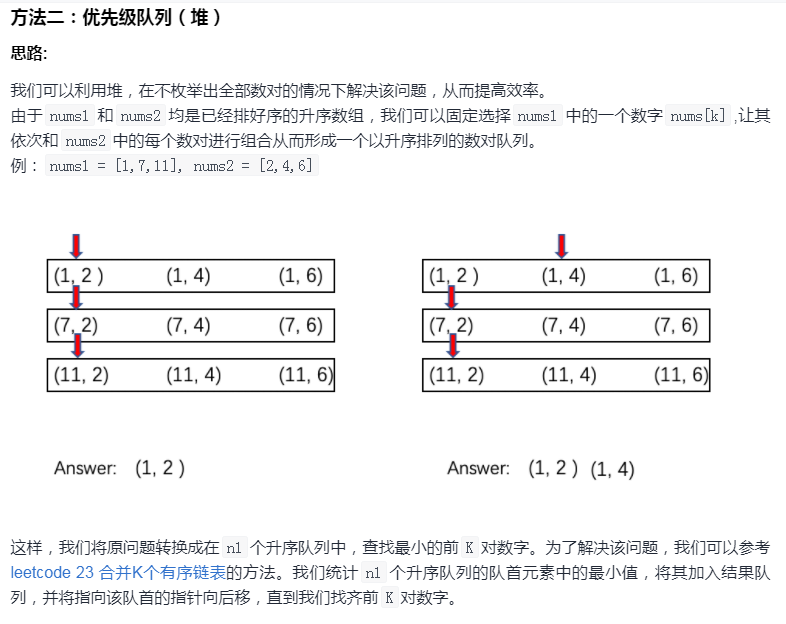 方法二：优先级队列（堆）
思路:
我们可以利用堆，在不枚举出全部数对的情况下解决该问题，从而提高效率。
由于 nums1 和 nums2 均是已经排好序的升序数组，我们可以固定选择 nums1 中的一个数字 nums[k] ,让其
依次和 nums2 中的每个数对进行组合从而形成一个以升序排列的数对队列。
例： nums1 = [1,7,11], nums2 = [2,4,6]
(1, 2 ) (1, 4) (1, 6) (1, 2 ) (1, 4) (1, 6)
(7, 2) (7, 4) (7, 6) (7, 2) (7, 4) (7, 6)
(11, 2) (11, 4) (11, 6) (11, 2) (11, 4) (11, 6)
Answer: (1, 2 ) Answer: (1, 2 ) (1, 4)
这样，我们将原问题转换成在 n1 个升序队列中，查找最小的前 K 对数字。为了解决该问题，我们可以参考
leetcode 23 合并K个有序链表的方法。我们统计 n1 个升序队列的队首元素中的最小值，将其加入结果队
列，并将指向该队首的指针向后移，直到我们找齐前 K 对数字。